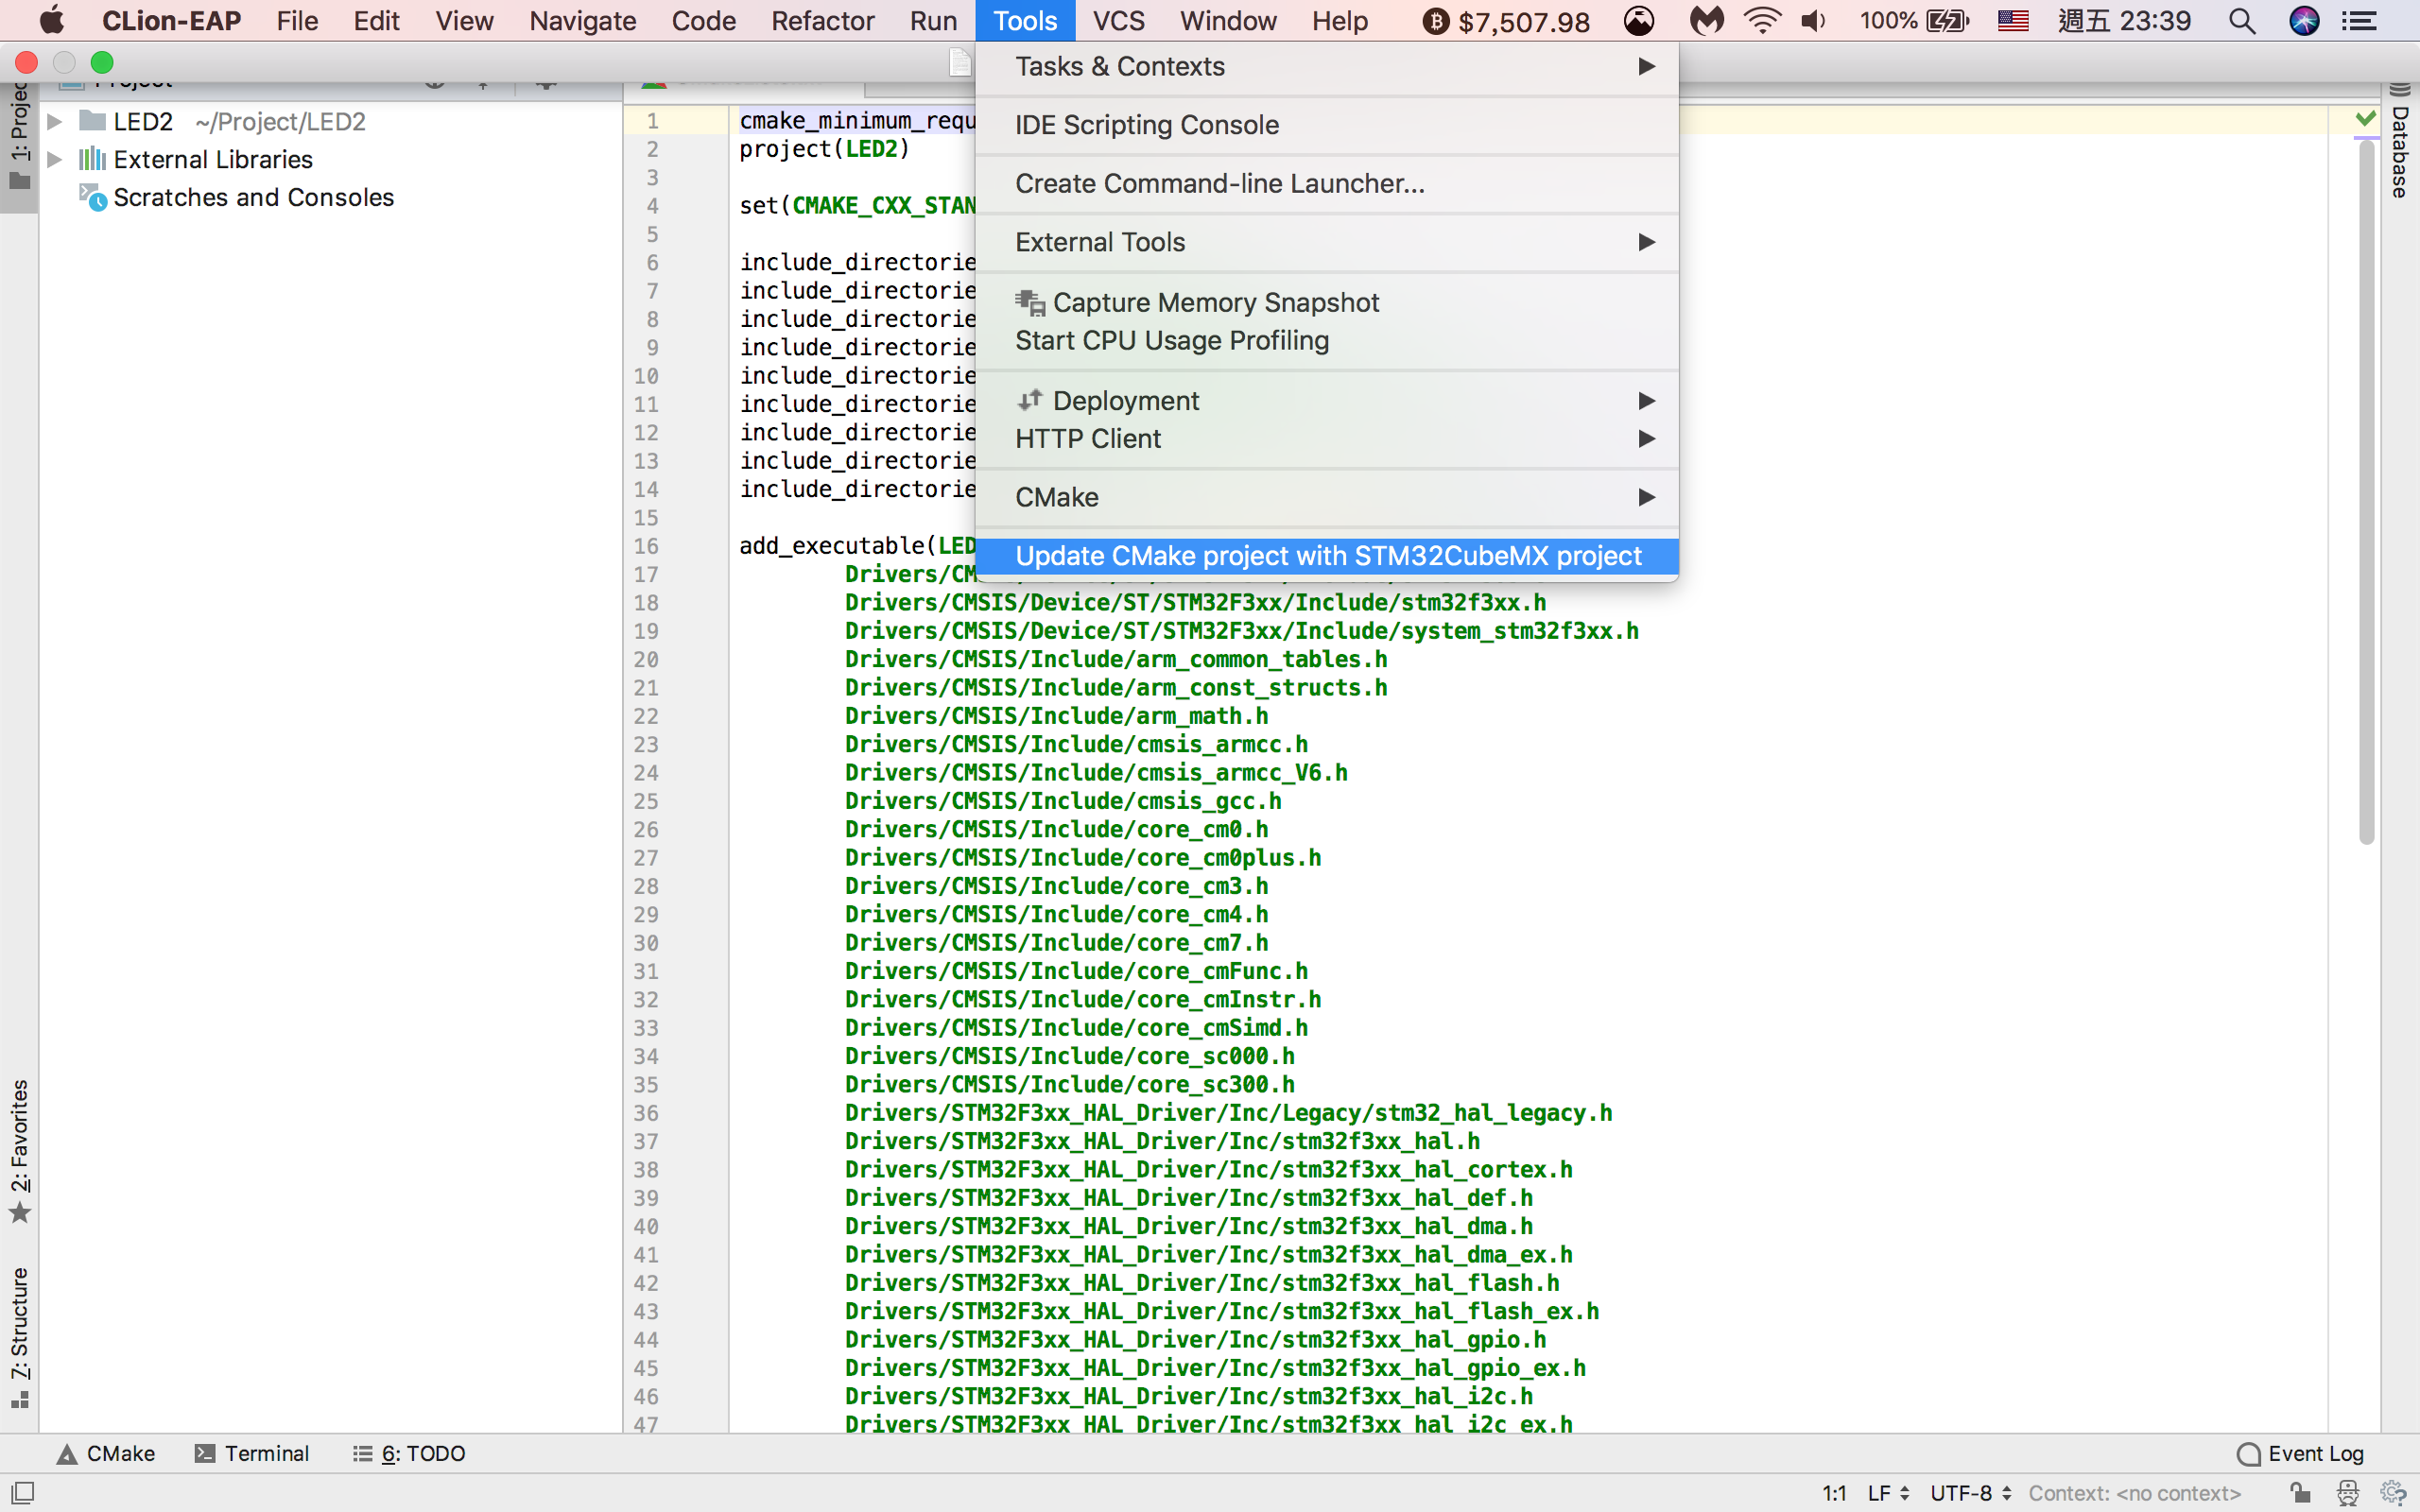 CLion-EAP File Edit View Navigate Code Refactor Run Tools VCS Window Help $7,507.98 100% 週五 23:39
Project
LED2 ~/Project/LED2
External Libraries
Scratches and Consoles
1: Project
2: Favorites
7: Structure
Database
Tasks & Contexts
IDE Scripting Console
Create Command-line Launcher...
External Tools
Capture Memory Snapshot
Start CPU Usage Profiling
Deployment
HTTP Client
CMake
Update CMake project with STM32CubeMX project
1 cmake_minimum_requ
2 project(LED2)
3
4 set(CMAKE_CXX_STAN
5
6 include_directorie
7 include_directorie
8 include_directorie
9 include_directorie
10 include_directorie
11 include_directorie
12 include_directorie
13 include_directorie
14 include_directorie
15
16 add_executable(LED
17 Drivers/CM
18 Drivers/CMSIS/Device/ST/STM32F3xx/Include/stm32f3xx.h
19 Drivers/CMSIS/Device/ST/STM32F3xx/Include/system_stm32f3xx.h
20 Drivers/CMSIS/Include/arm_common_tables.h
21 Drivers/CMSIS/Include/arm_const_structs.h
22 Drivers/CMSIS/Include/arm_math.h
23 Drivers/CMSIS/Include/cmsis_armcc.h
24 Drivers/CMSIS/Include/cmsis_armcc_V6.h
25 Drivers/CMSIS/Include/cmsis_gcc.h
26 Drivers/CMSIS/Include/core_cm0.h
27 Drivers/CMSIS/Include/core_cm0plus.h
28 Drivers/CMSIS/Include/core_cm3.h
29 Drivers/CMSIS/Include/core_cm4.h
30 Drivers/CMSIS/Include/core_cm7.h
31 Drivers/CMSIS/Include/core_cmFunc.h
32 Drivers/CMSIS/Include/core_cmInstr.h
33 Drivers/CMSIS/Include/core_cmSimd.h
34 Drivers/CMSIS/Include/core_sc000.h
35 Drivers/CMSIS/Include/core_sc300.h
36 Drivers/STM32F3xx_HAL_Driver/Inc/Legacy/stm32_hal_legacy.h
37 Drivers/STM32F3xx_HAL_Driver/Inc/stm32f3xx_hal.h
38 Drivers/STM32F3xx_HAL_Driver/Inc/stm32f3xx_hal_cortex.h
39 Drivers/STM32F3xx_HAL_Driver/Inc/stm32f3xx_hal_def.h
40 Drivers/STM32F3xx_HAL_Driver/Inc/stm32f3xx_hal_dma.h
41 Drivers/STM32F3xx_HAL_Driver/Inc/stm32f3xx_hal_dma_ex.h
42 Drivers/STM32F3xx_HAL_Driver/Inc/stm32f3xx_hal_flash.h
43 Drivers/STM32F3xx_HAL_Driver/Inc/stm32f3xx_hal_flash_ex.h
44 Drivers/STM32F3xx_HAL_Driver/Inc/stm32f3xx_hal_gpio.h
45 Drivers/STM32F3xx_HAL_Driver/Inc/stm32f3xx_hal_gpio_ex.h
46 Drivers/STM32F3xx_HAL_Driver/Inc/stm32f3xx_hal_i2c.h
47 Drivers/STM32F3xx_HAL_Driver/Inc/stm32f3xx_hal_i2c_ex.h
CMake Terminal 6: TODO Event Log
1:1 LF UTF-8 Context: <no context>